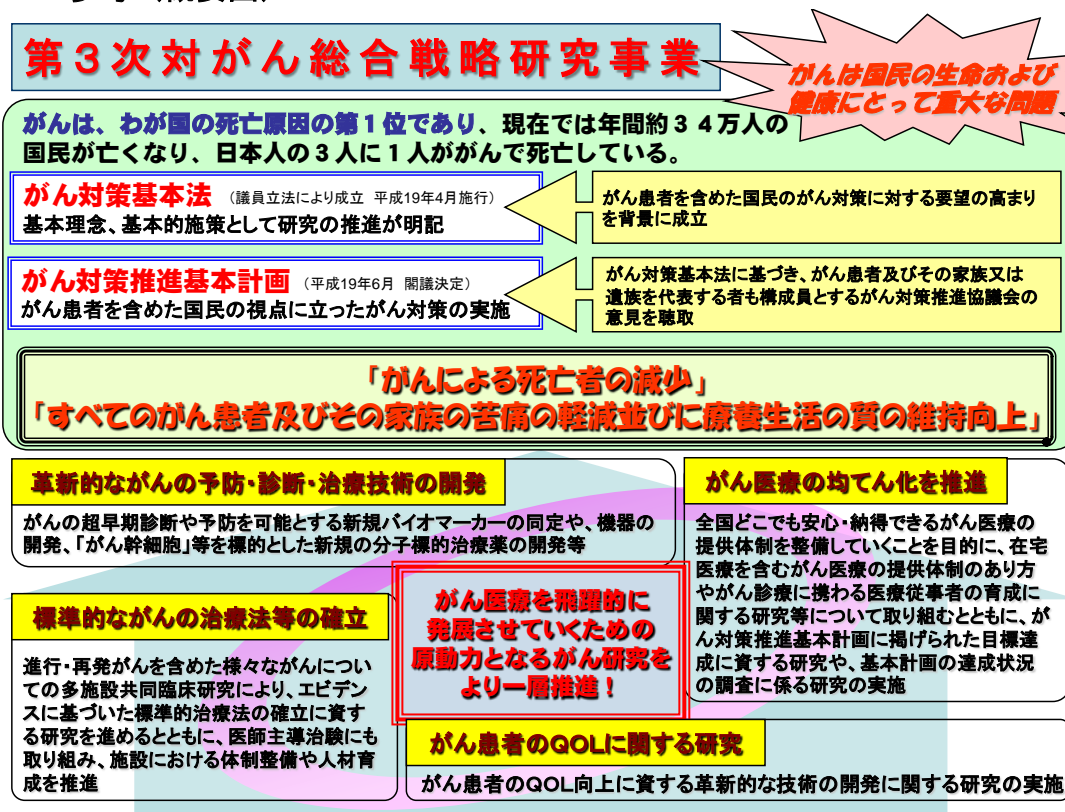 第３次対がん総合戦略研究事業
がんは国民の生命および
健康にとって重大な問題
がんは、わが国の死亡原因の第１位であり、現在では年間約３４万人の
国民が亡くなり、日本人の３人に１人ががんで死亡している。
がん対策基本法 （議員立法により成立 平成19年4月施行）
基本理念、基本的施策として研究の推進が明記
がん患者を含めた国民のがん対策に対する要望の高まり
を背景に成立
がん対策推進基本計画 （平成19年6月 閣議決定）
がん患者を含めた国民の視点に立ったがん対策の実施
がん対策基本法に基づき、がん患者及びその家族又は
遺族を代表する者も構成員とするがん対策推進協議会の
意見を聴取
「がんによる死亡者の減少」
「すべてのがん患者及びその家族の苦痛の軽減並びに療養生活の質の維持向上」
革新的ながんの予防・診断・治療技術の開発
がんの超早期診断や予防を可能とする新規バイオマーカーの同定や、機器の
開発、「がん幹細胞」等を標的とした新規の分子標的治療薬の開発等
がん医療の均てん化を推進
全国どこでも安心・納得できるがん医療の
提供体制を整備していくことを目的に、在宅
医療を含むがん医療の提供体制のあり方
やがん診療に携わる医療従事者の育成に
関する研究等について取り組むとともに、が
ん対策推進基本計画に掲げられた目標達
成に資する研究や、基本計画の達成状況
の調査に係る研究の実施
標準的ながんの治療法等の確立
進行・再発がんを含めた様々ながんについ
ての多施設共同臨床研究により、エビデン
スに基づいた標準的治療法の確立に資す
る研究を進めるとともに、医師主導治験にも
取り組み、施設における体制整備や人材育
成を推進
がん医療を飛躍的に
発展させていくための
原動力となるがん研究を
より一層推進！
がん患者のＱＯＬに関する研究
がん患者のＱＯＬ向上に資する革新的な技術の開発に関する研究の実施